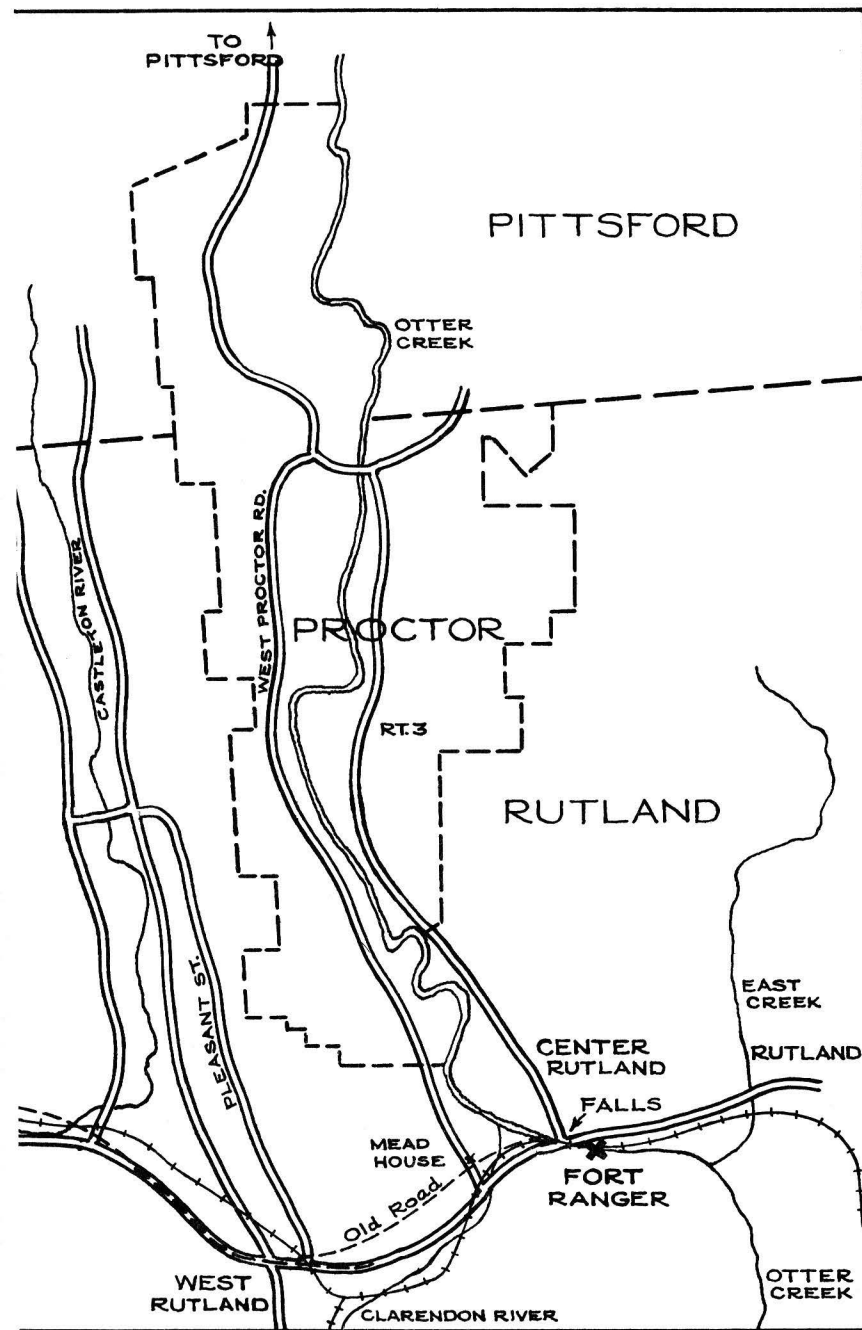 TO
PITTSFORD
PITTSFORD
OTTER
CREEK
WEST PROCTOR RD.
CASTLETON RIVER
PROCTOR
RT. 3
RUTLAND
PLEASANT ST.
EAST
CREEK
CENTER
RUTLAND
RUTLAND
FALLS
MEAD
HOUSE
Old Road
FORT
RANGER
WEST
RUTLAND
CLARENDON RIVER
OTTER
CREEK